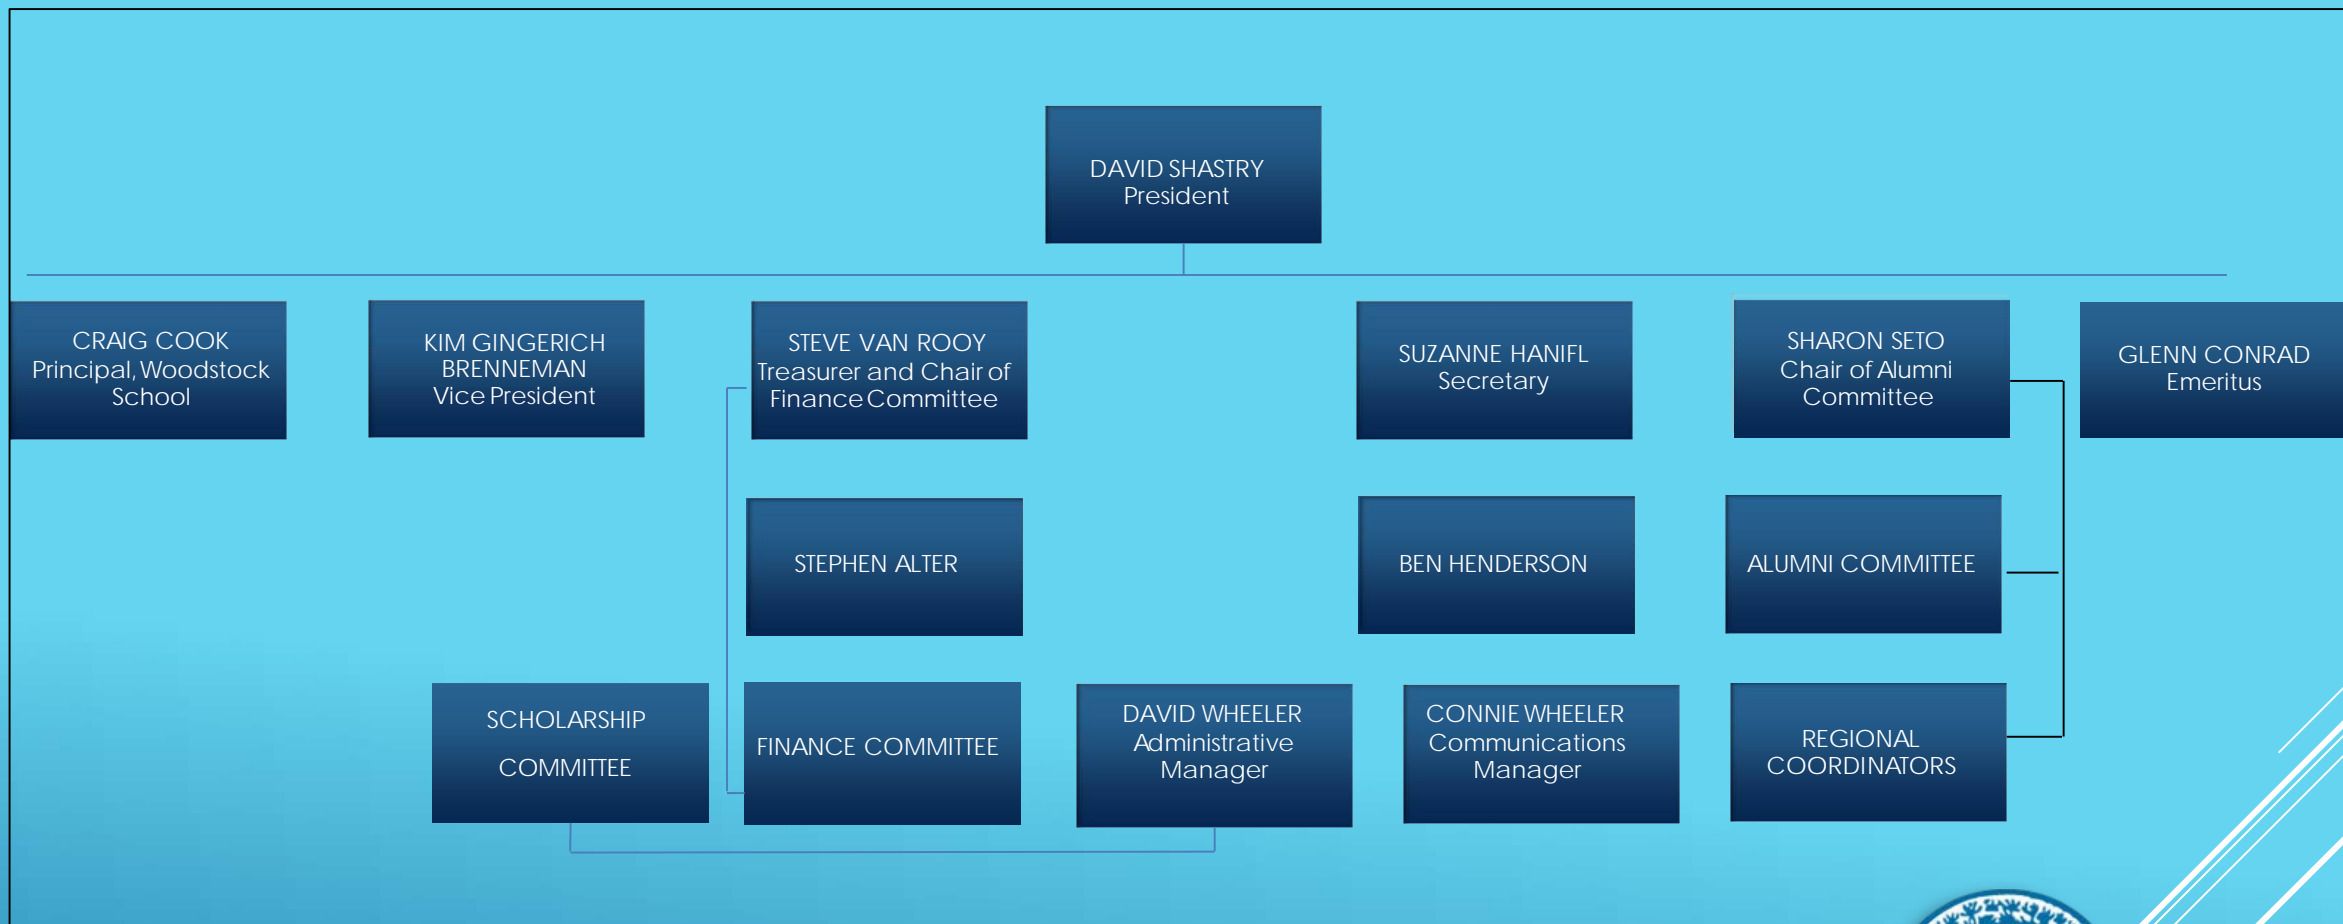 DAVID SHASTRY
President
CRAIG COOK
Principal, Woodstock
School
KIM GINGERICH
BRENNEMAN
Vice President
STEVE VAN ROOY
Treasurer and Chair of
Finance Committee
SUZANNE HANIFL
Secretary
SHARON SETO
Chair of Alumni
Committee
GLENN CONRAD
Emeritus
STEPHEN ALTER
BEN HENDERSON
ALUMNI COMMITTEE
SCHOLARSHIP
COMMITTEE
FINANCE COMMITTEE
DAVID WHEELER
Administrative
Manager
CONNIE WHEELER
Communications
Manager
REGIONAL
COORDINATORS